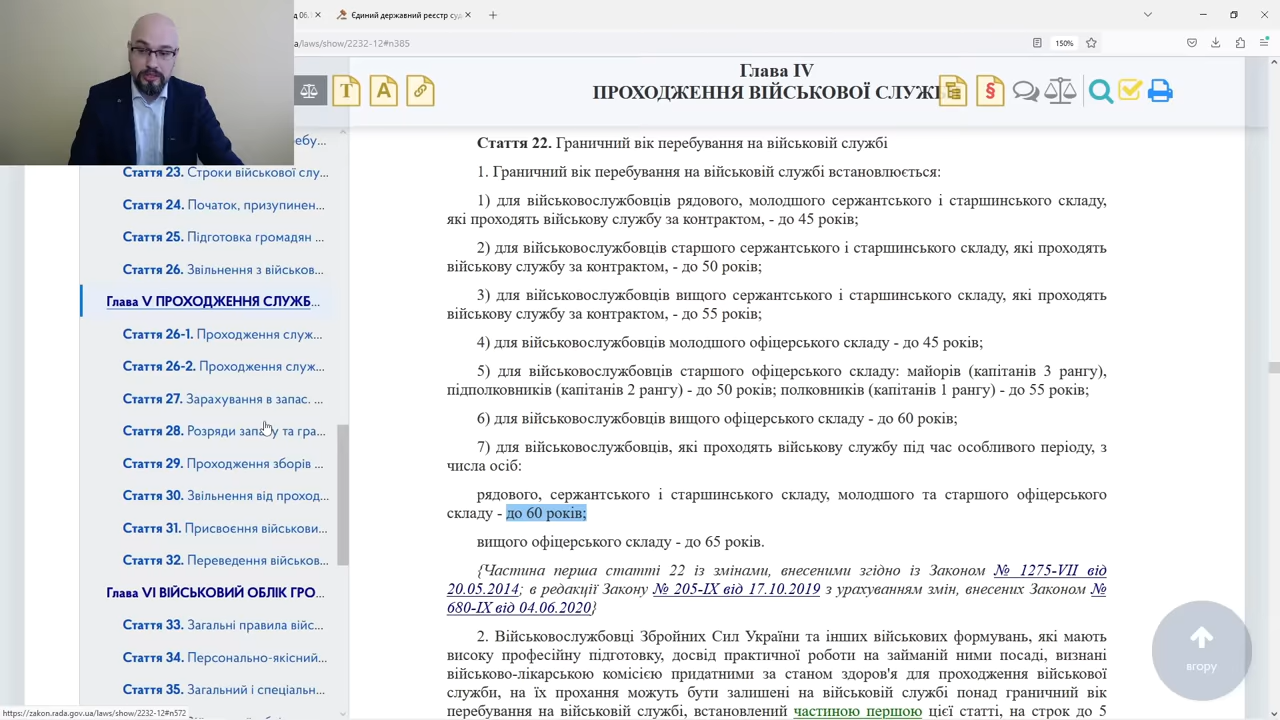 д 06.
Єдиний державний реєстр суд
a/laws/show/2232-12#n385
150%
Глава IV
ПРОХОДЖЕННЯ ВІЙСЬКОВОЇ СЛУЖ
T
A
§
Стаття 23. Строки військової слу...
Стаття 24. Початок, призупинен...
Стаття 25. Підготовка громадян ...
Стаття 26. Звільнення з військов...
Глава V ПРОХОДЖЕННЯ СЛУЖБ...
Стаття 26-1. Проходження служ...
Стаття 26-2. Проходження служ...
Стаття 27. Зарахування в запас. ...
Стаття 28. Розряди запасу та гра...
Стаття 29. Проходження зборів ...
Стаття 30. Звільнення від проход...
Стаття 31. Присвоєння військови...
Стаття 32. Переведення військов...
Глава VI ВІЙСЬКОВИЙ ОБЛІК ГРО...
Стаття 33. Загальні правила війс...
Стаття 34. Персонально-якісний...
Стаття 35. Загальний і спеціальн...
https://zakon.rada.gov.ua/laws/show/2232-12#n572
Стаття 22. Граничний вік перебування на військовій службі
1. Граничний вік перебування на військовій службі встановлюється:
1) для військовослужбовців рядового, молодшого сержантського і старшинського складу,
які проходять військову службу за контрактом, - до 45 років;
2) для військовослужбовців старшого сержантського і старшинського складу, які проходять
військову службу за контрактом, - до 50 років;
3) для військовослужбовців вищого сержантського і старшинського складу, які проходять
військову службу за контрактом, - до 55 років;
4) для військовослужбовців молодшого офіцерського складу - до 45 років;
5) для військовослужбовців старшого офіцерського складу: майорів (капітанів 3 рангу),
підполковників (капітанів 2 рангу) - до 50 років; полковників (капітанів 1 рангу) - до 55 років;
6) для військовослужбовців вищого офіцерського складу - до 60 років;
7) для військовослужбовців, які проходять військову службу під час особливого періоду, з
числа осіб:
рядового, сержантського і старшинського складу, молодшого та старшого офіцерського
складу - до 60 років;
вищого офіцерського складу - до 65 років.
{Частина перша статті 22 із змінами, внесеними згідно із Законом № 1275-VII від
20.05.2014; в редакції Закону № 205-IX від 17.10.2019 з урахуванням змін, внесених Законом №
680-IX від 04.06.2020}
2. Військовослужбовці Збройних Сил України та інших військових формувань, які мають
високу професійну підготовку, досвід практичної роботи на займаній ними посаді, визнані
військово-лікарською комісією придатними за станом здоров'я для проходження військової
служби, на їх прохання можуть бути залишені на військовій службі понад граничний вік
перебування на військовій службі, встановлений частиною першою цієї статті, на строк до 5
вгору